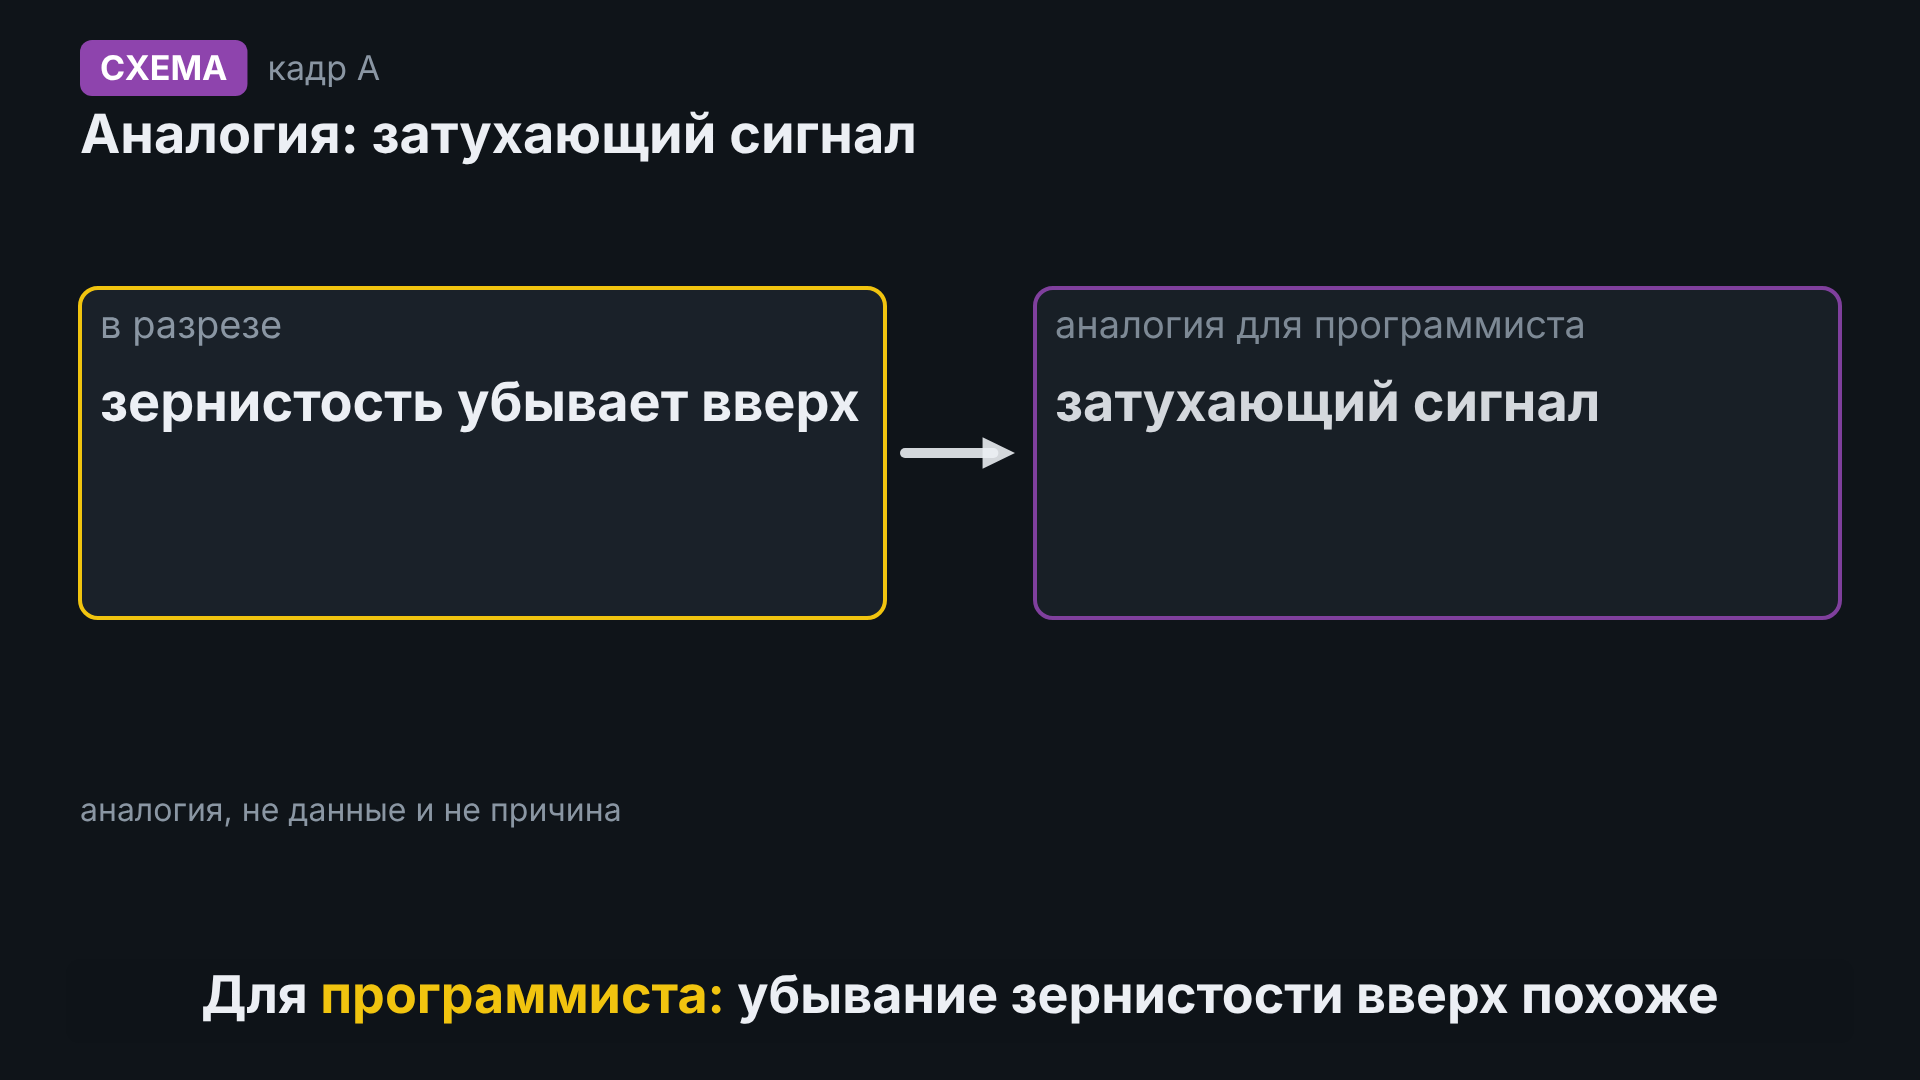 СХЕМА кадр А
Аналогия: затухающий сигнал
в разрезе
зернистость убывает вверх
аналогия для программиста
затухающий сигнал
аналогия, не данные и не причина
Для программиста: убывание зернистости вверх похоже